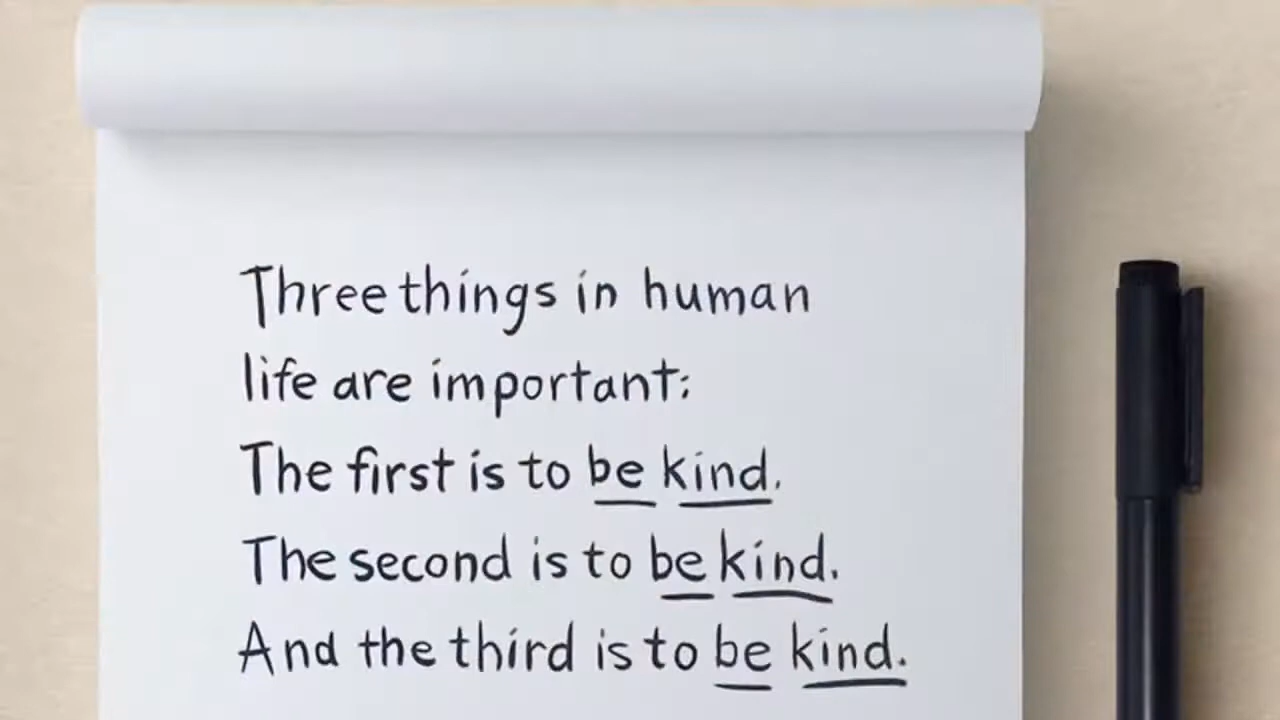 Three things in human
life are important:
The first is to be kind.
The second is to be kind.
And the third is to be kind.